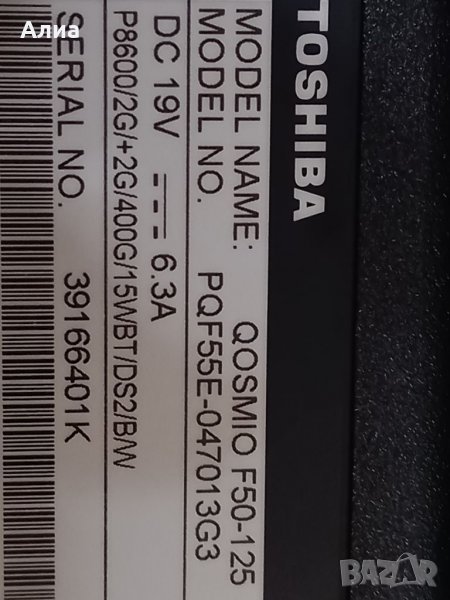 Алиа
TOSHIBA
MODEL NAME: QOSMIO F50-125
MODEL NO. PQF55E-047013G3
DC 19V 6.3A
P8600/2G/+2G/400G/15WBT/DS2/B/W
SERIAL NO. 39166401K
BAZAR